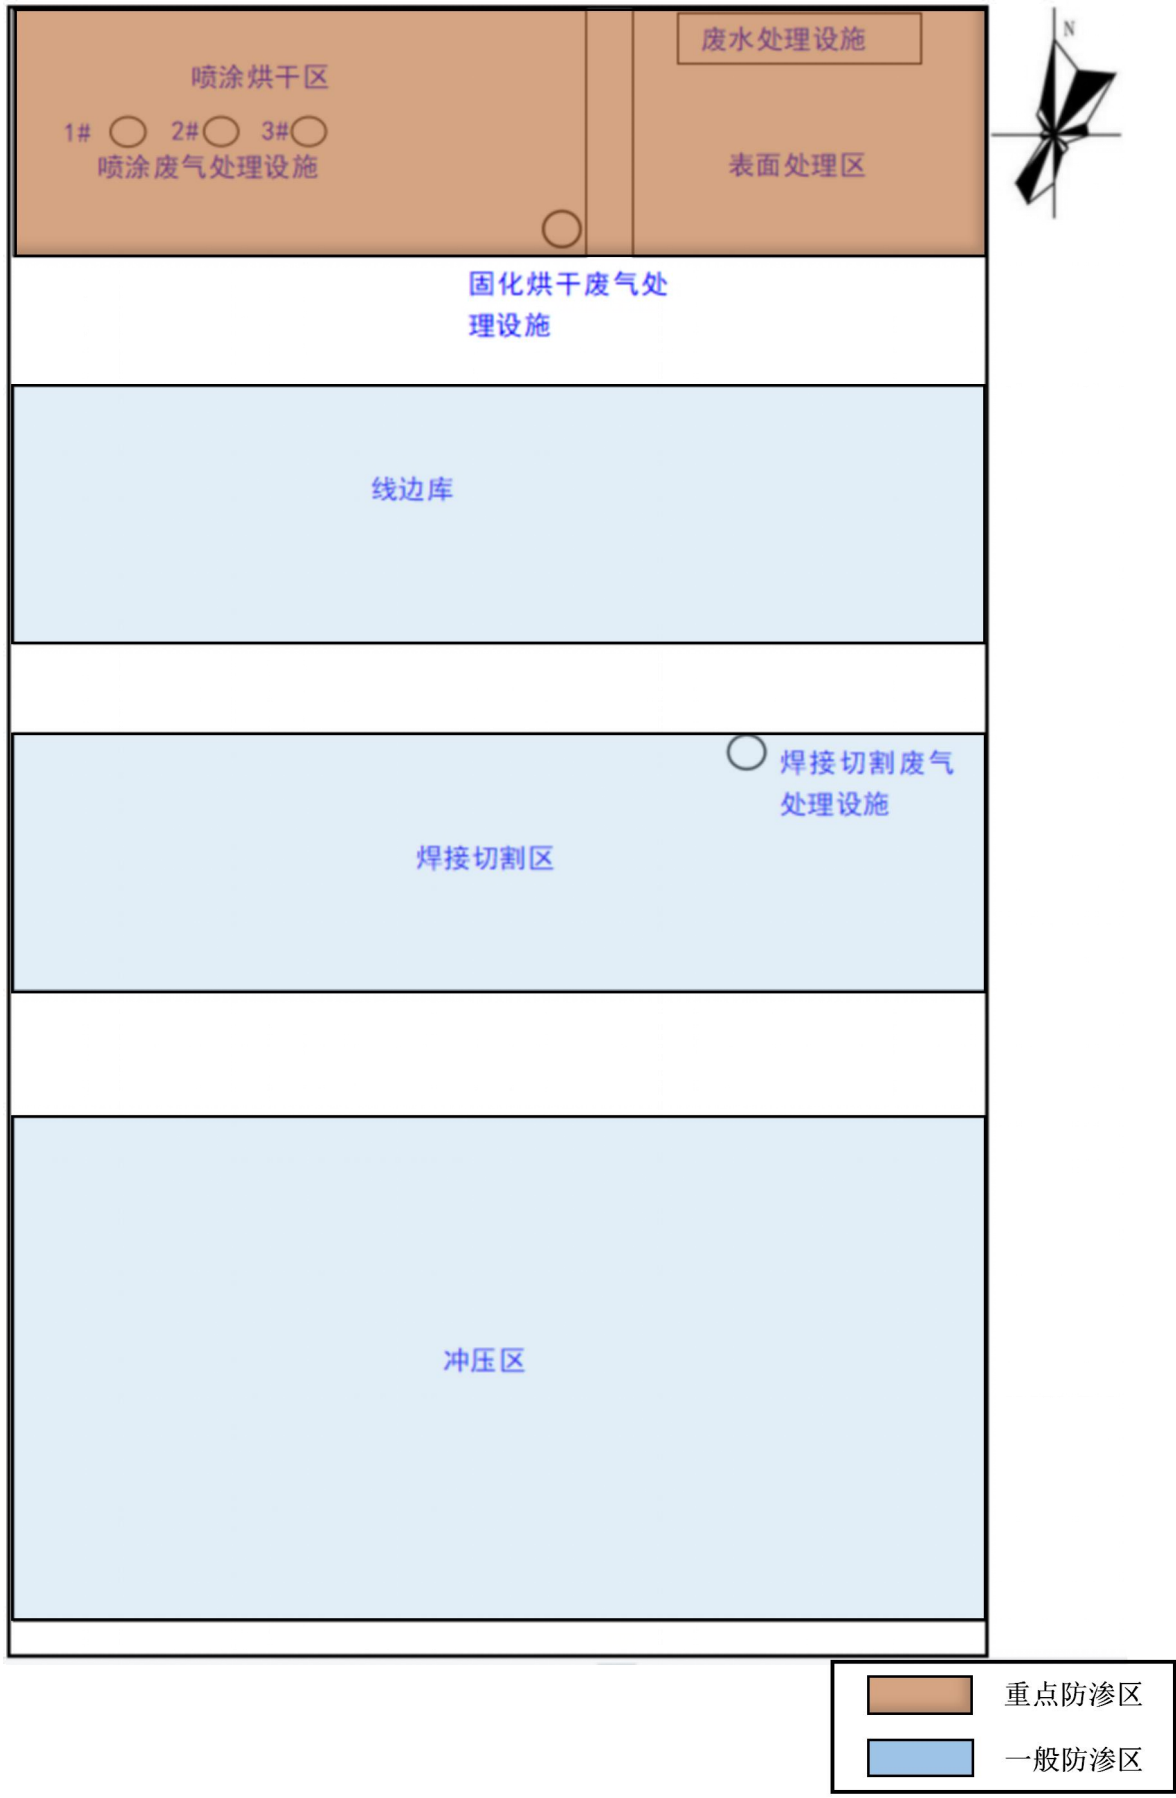 N
废水处理设施
喷涂烘干区
1# 2# 3#
喷涂废气处理设施
表面处理区
固化烘干废气处
理设施
线边库
焊接切割废气
处理设施
焊接切割区
冲压区
重点防渗区
一般防渗区